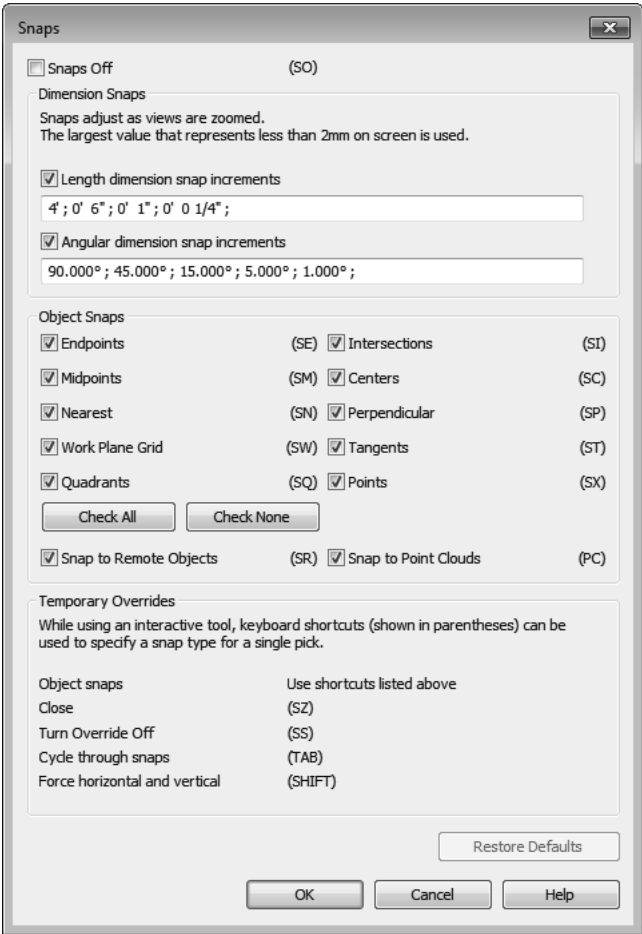 Snaps
Snaps Off (SO)
Dimension Snaps
Snaps adjust as views are zoomed.
The largest value that represents less than 2mm on screen is used.
Length dimension snap increments
4' ; 0' 6" ; 0' 1" ; 0' 0 1/4" ;
Angular dimension snap increments
90.000° ; 45.000° ; 15.000° ; 5.000° ; 1.000° ;
Object Snaps
Endpoints (SE) Intersections (SI)
Midpoints (SM) Centers (SC)
Nearest (SN) Perpendicular (SP)
Work Plane Grid (SW) Tangents (ST)
Quadrants (SQ) Points (SX)
Check All Check None
Snap to Remote Objects (SR) Snap to Point Clouds (PC)
Temporary Overrides
While using an interactive tool, keyboard shortcuts (shown in parentheses) can be
used to specify a snap type for a single pick.
Object snaps Use shortcuts listed above
Close (SZ)
Turn Override Off (SS)
Cycle through snaps (TAB)
Force horizontal and vertical (SHIFT)
Restore Defaults
OK Cancel Help